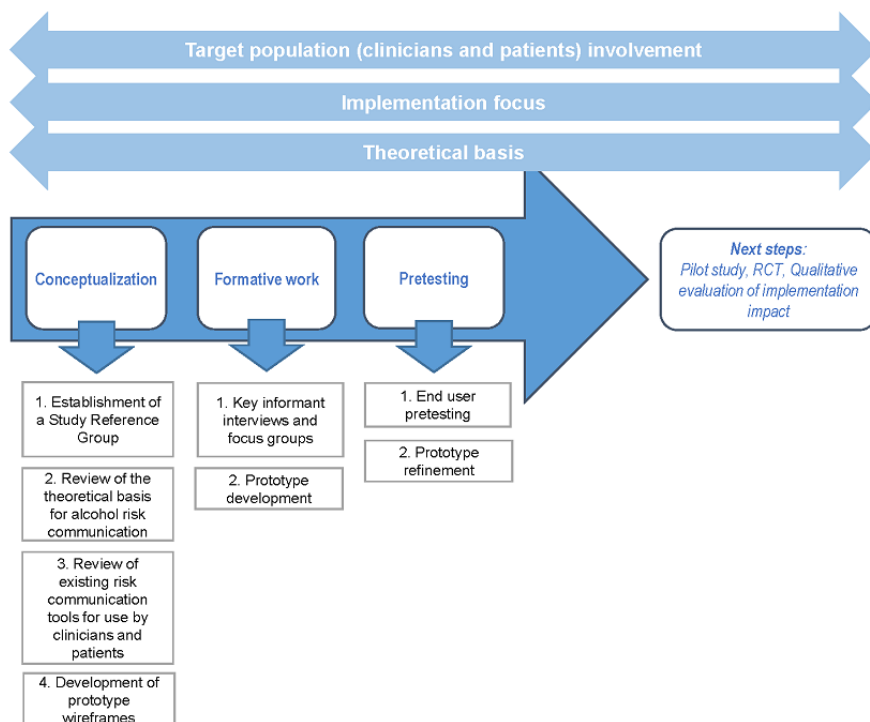 Target population (clinicians and patients) involvement
Implementation focus
Theoretical basis
Conceptualization
Formative work
Pretesting
Next steps:
Pilot study, RCT, Qualitative
evaluation of implementation
impact
1. Establishment of
a Study Reference
Group
2. Review of the
theoretical basis
for alcohol risk
communication
3. Review of
existing risk
communication
tools for use by
clinicians and
patients
4. Development of
prototype
wireframes
1. Key informant
interviews and
focus groups
2. Prototype
development
1. End user
pretesting
2. Prototype
refinement